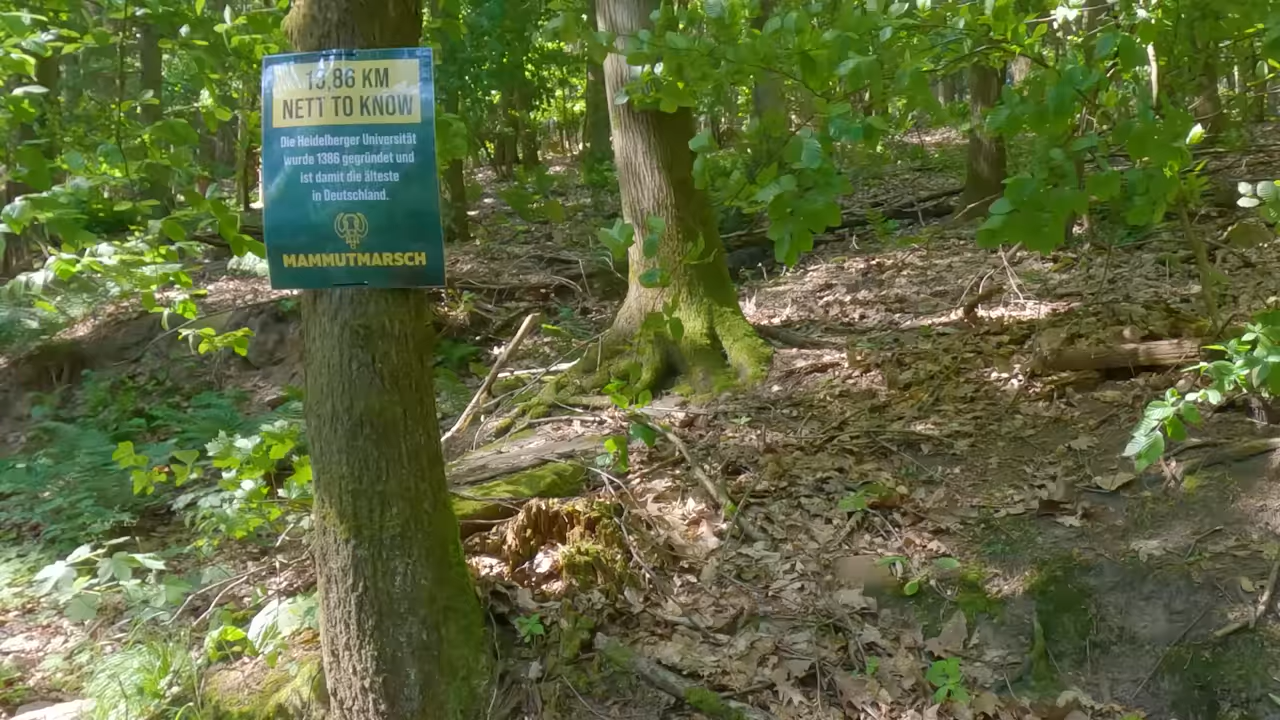 13,86 KM
NETT TO KNOW
Die Heidelberger Universität
wurde 1386 gegründet und
ist damit die älteste
in Deutschland.
MAMMUTMARSCH